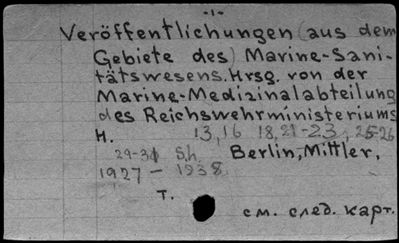 -1-
Veröffentlichungen (aus dem
Gebiete des) Marine-Sani-
tätswesens. Hrsg. von der
Marine-Medizinalabteilung
des Reichswehrministeriums
H. 13,16 18,21-23, 25-26
29-31 S.h. Berlin, Mittler,
1927 - 1938
T.
см. след. карт.